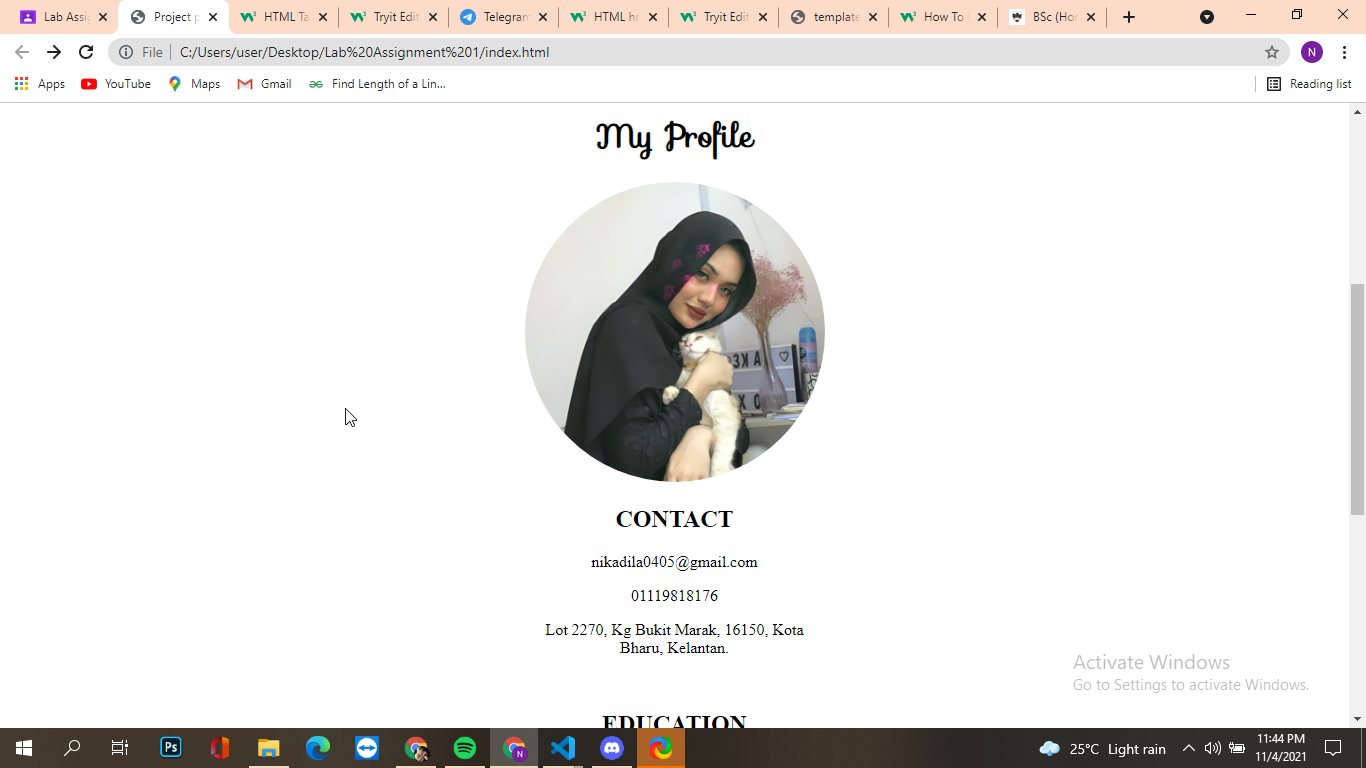 Lab Assi
Project p
HTML Ta
Tryit Edit
Telegram
HTML hr
Tryit Edit
template
How To
BSc (Hon
File
C:/Users/user/Desktop/Lab%20Assignment%201/index.html
N
Apps
YouTube
Maps
Gmail
Find Length of a Lin...
Reading list
My Profile
CONTACT
nikadila0405@gmail.com
01119818176
Lot 2270, Kg Bukit Marak, 16150, Kota
Bharu, Kelantan.
Activate Windows
Go to Settings to activate Windows.
EDUCATION
Ps
N
25°C Light rain
11:44 PM
11/4/2021